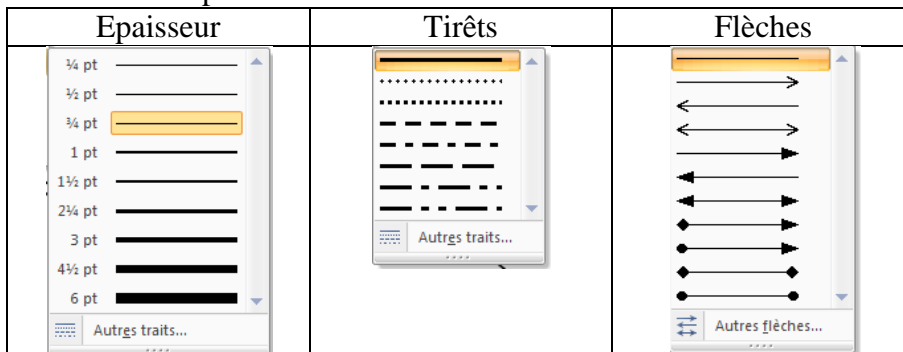 Epaisseur Tirêts Flèches
¼ pt
½ pt
¾ pt
1 pt
1½ pt
2¼ pt
3 pt
4½ pt
6 pt
Autres traits...
Autres traits...
Autres flèches...